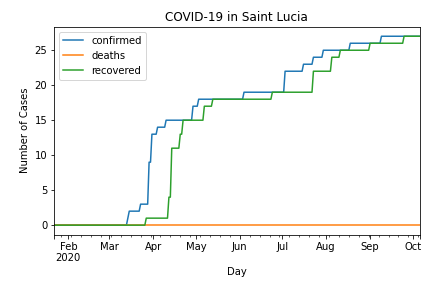 COVID-19 in Saint Lucia
confirmed
deaths
recovered
Number of Cases
25
20
15
10
5
0
Feb Mar Apr May Jun Jul Aug Sep Oct
2020
Day